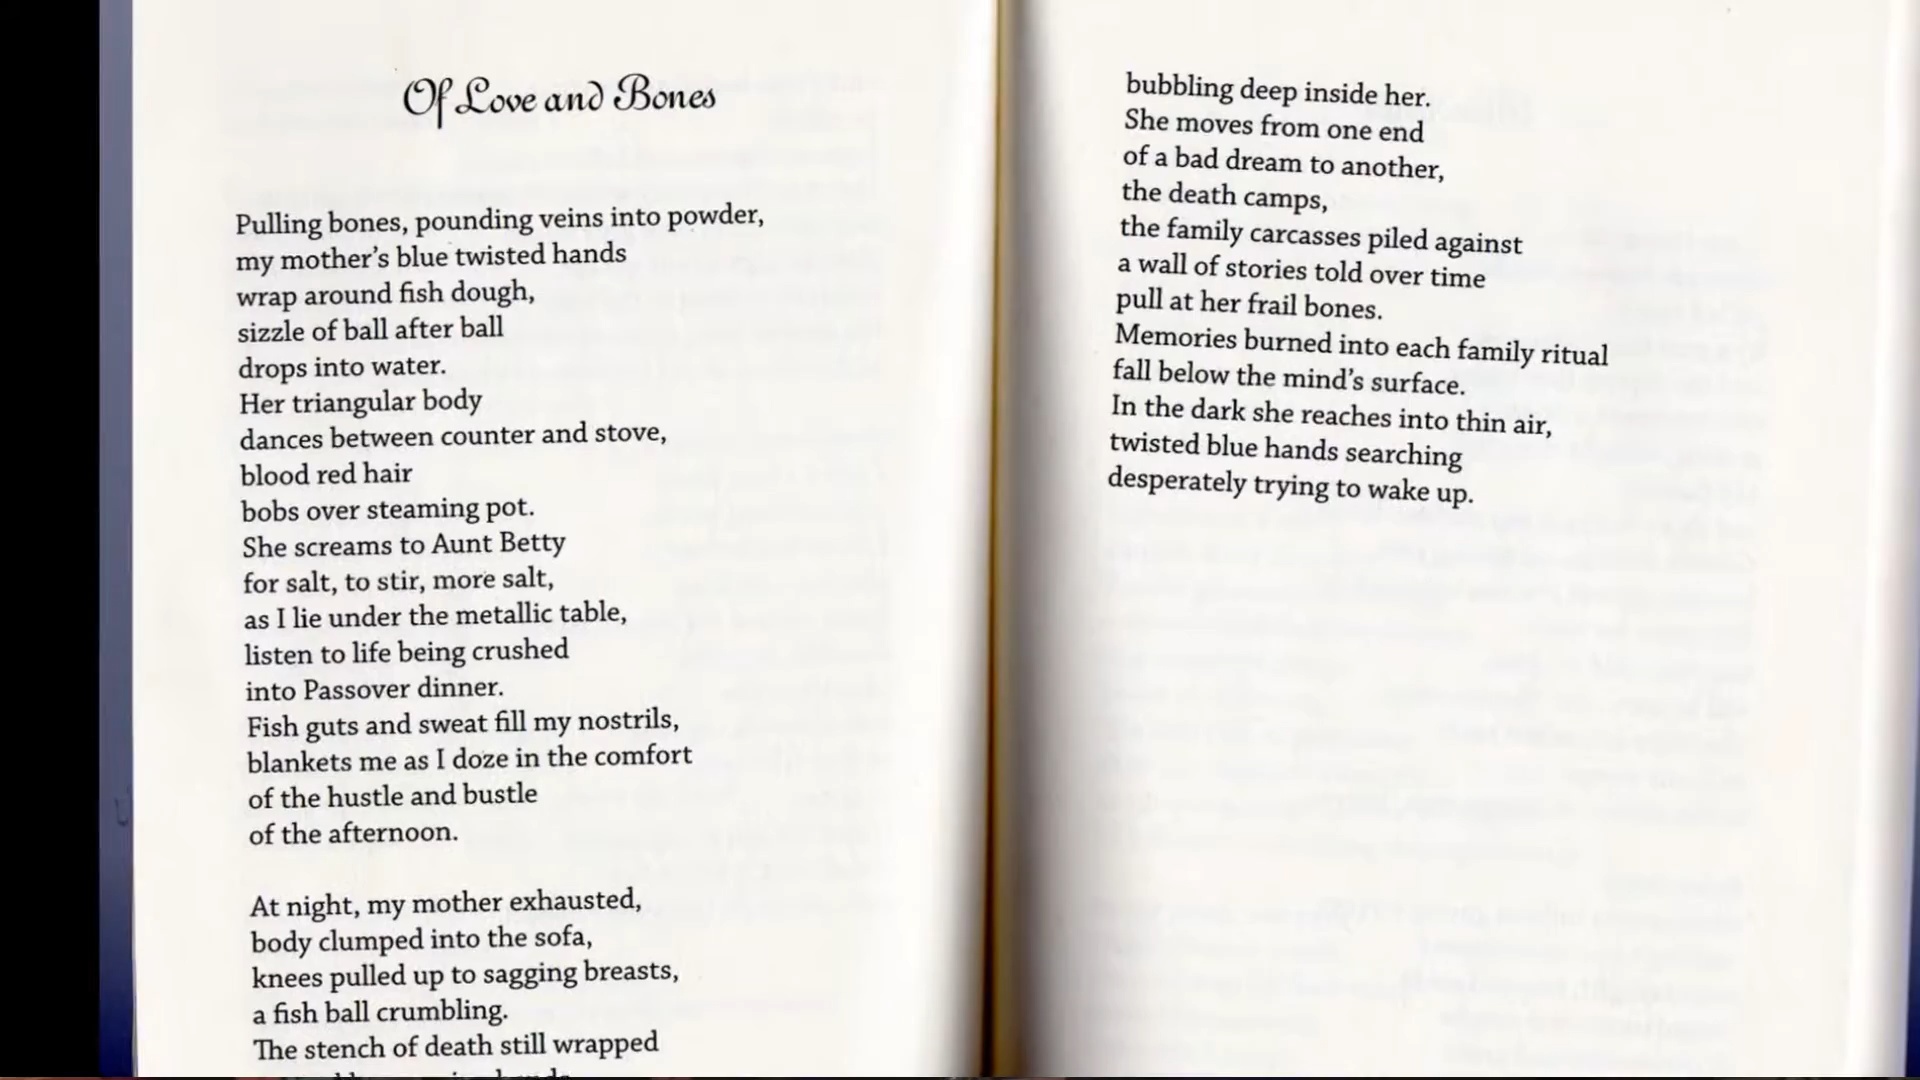 Of Love and Bones
Pulling bones, pounding veins into powder,
my mother's blue twisted hands
wrap around fish dough,
sizzle of ball after ball
drops into water.
Her triangular body
dances between counter and stove,
blood red hair
bobs over steaming pot.
She screams to Aunt Betty
for salt, to stir, more salt,
as I lie under the metallic table,
listen to life being crushed
into Passover dinner.
Fish guts and sweat fill my nostrils,
blankets me as I doze in the comfort
of the hustle and bustle
of the afternoon.
At night, my mother exhausted,
body clumped into the sofa,
knees pulled up to sagging breasts,
a fish ball crumbling.
The stench of death still wrapped
bubbling deep inside her.
She moves from one end
of a bad dream to another,
the death camps,
the family carcasses piled against
a wall of stories told over time
pull at her frail bones.
Memories burned into each family ritual
fall below the mind's surface.
In the dark she reaches into thin air,
twisted blue hands searching
desperately trying to wake up.